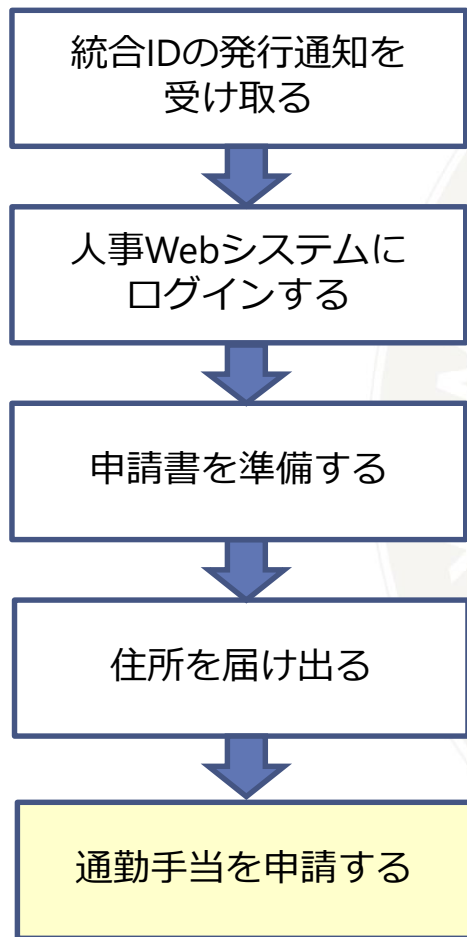 統合IDの発行通知を
受け取る
人事Webシステムに
ログインする
申請書を準備する
住所を届け出る
通勤手当を申請する